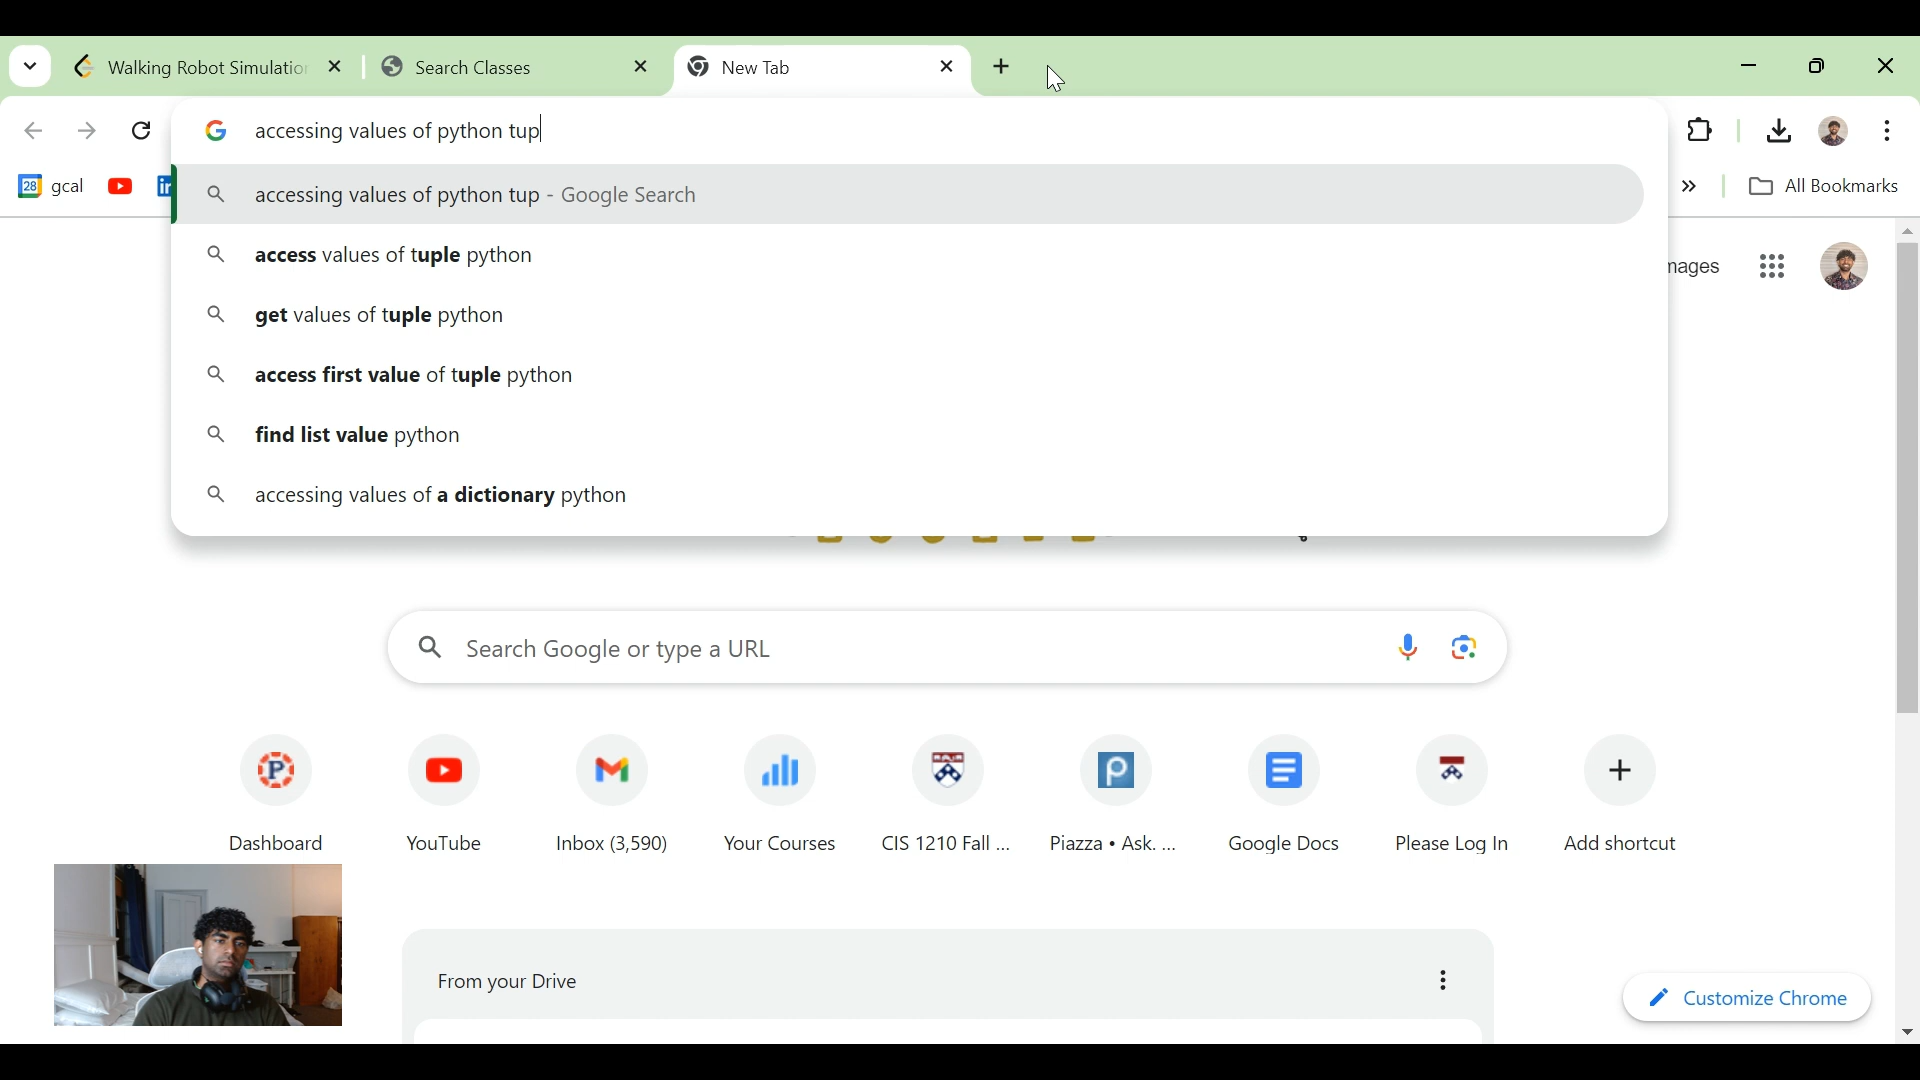 Walking Robot Simulation
Search Classes
New Tab
accessing values of python tup
28 gcal
All Bookmarks
accessing values of python tup - Google Search
access values of tuple python
mages
get values of tuple python
access first value of tuple python
find list value python
accessing values of a dictionary python
Search Google or type a URL
Dashboard
YouTube
Inbox (3,590)
Your Courses
CIS 1210 Fall ...
Piazza • Ask. ...
Google Docs
Please Log In
Add shortcut
From your Drive
Customize Chrome